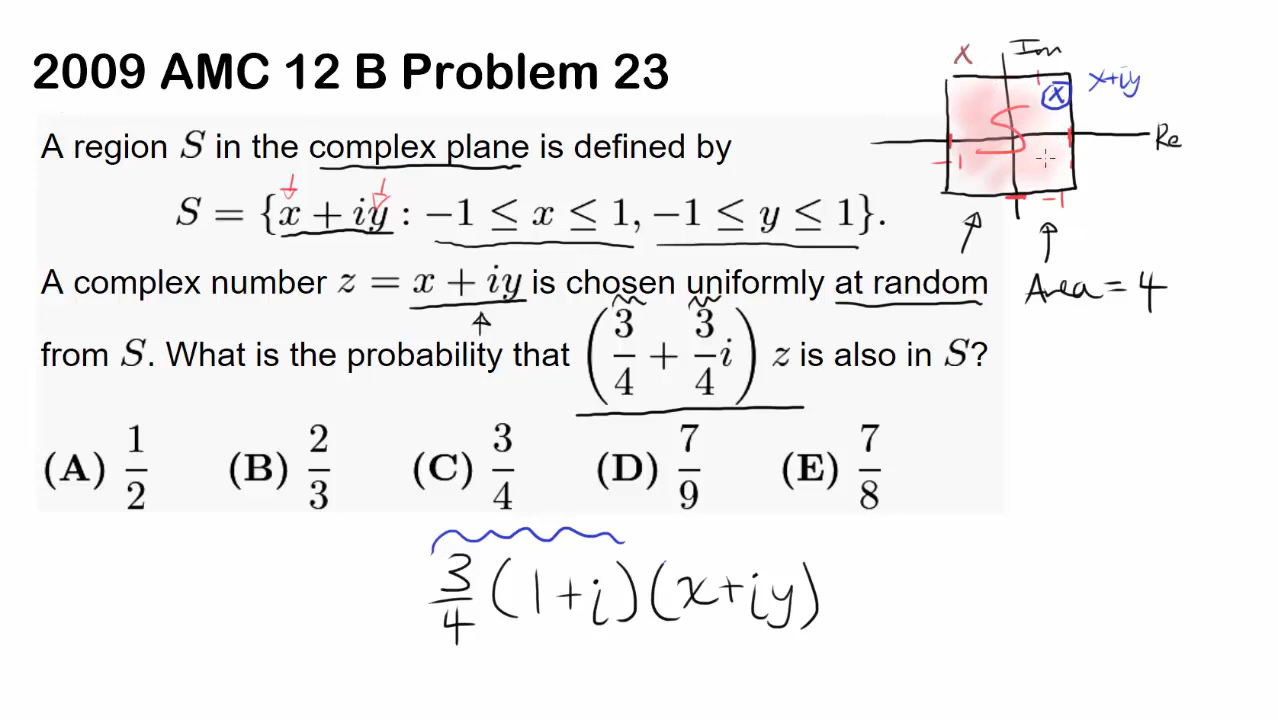 2009 AMC 12 B Problem 23
X
Im
x+iy
1
x
S
Re
-1
-1
A region S in the complex plane is defined by
S = {x + iy : −1 ≤ x ≤ 1, −1 ≤ y ≤ 1}.
A complex number z = x + iy is chosen uniformly at random
Area = 4
from S. What is the probability that (3/4 + 3/4 i) z is also in S?
(A) 1/2 (B) 2/3 (C) 3/4 (D) 7/9 (E) 7/8
3/4 (1+i)(x+iy)